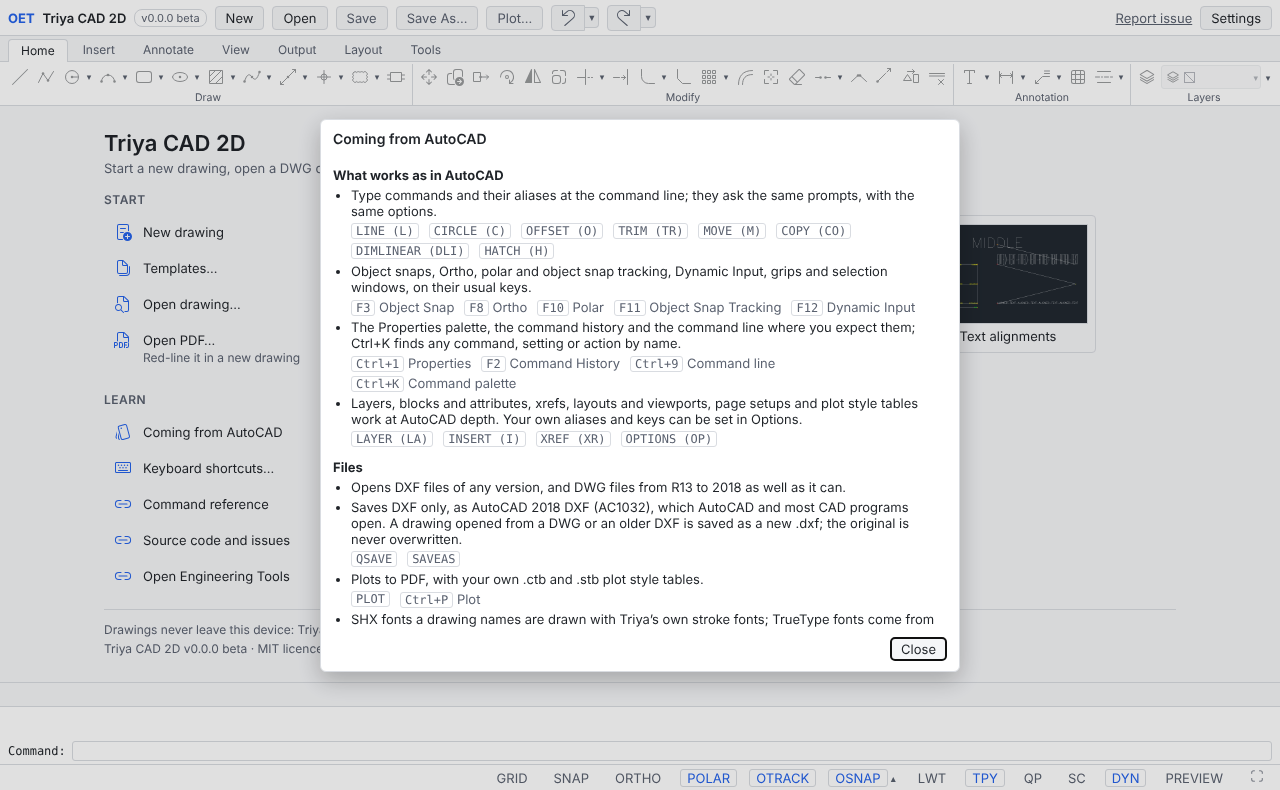 OET Triya CAD 2D v0.0.0 beta New Open Save Save As... Plot... Report issue Settings
Home Insert Annotate View Output Layout Tools
Draw Modify Annotation Layers
Triya CAD 2D
Start a new drawing, open a DWG
START
New drawing
Templates...
Open drawing...
Open PDF...
Red-line it in a new drawing
LEARN
Coming from AutoCAD
Keyboard shortcuts...
Command reference
Source code and issues
Open Engineering Tools
Drawings never leave this device:
Triya CAD 2D v0.0.0 beta · MIT licence
MIDDLE
Text alignments
Coming from AutoCAD
What works as in AutoCAD
• Type commands and their aliases at the command line; they ask the same prompts, with the
same options.
LINE (L) CIRCLE (C) OFFSET (O) TRIM (TR) MOVE (M) COPY (CO)
DIMLINEAR (DLI) HATCH (H)
• Object snaps, Ortho, polar and object snap tracking, Dynamic Input, grips and selection
windows, on their usual keys.
F3 Object Snap F8 Ortho F10 Polar F11 Object Snap Tracking F12 Dynamic Input
• The Properties palette, the command history and the command line where you expect them;
Ctrl+K finds any command, setting or action by name.
Ctrl+1 Properties F2 Command History Ctrl+9 Command line
Ctrl+K Command palette
• Layers, blocks and attributes, xrefs, layouts and viewports, page setups and plot style tables
work at AutoCAD depth. Your own aliases and keys can be set in Options.
LAYER (LA) INSERT (I) XREF (XR) OPTIONS (OP)
Files
• Opens DXF files of any version, and DWG files from R13 to 2018 as well as it can.
• Saves DXF only, as AutoCAD 2018 DXF (AC1032), which AutoCAD and most CAD programs
open. A drawing opened from a DWG or an older DXF is saved as a new .dxf; the original is
never overwritten.
QSAVE SAVEAS
• Plots to PDF, with your own .ctb and .stb plot style tables.
PLOT Ctrl+P Plot
• SHX fonts a drawing names are drawn with Triya’s own stroke fonts; TrueType fonts come from
Close
Command:
GRID SNAP ORTHO POLAR OTRACK OSNAP LWT TPY QP SC DYN PREVIEW